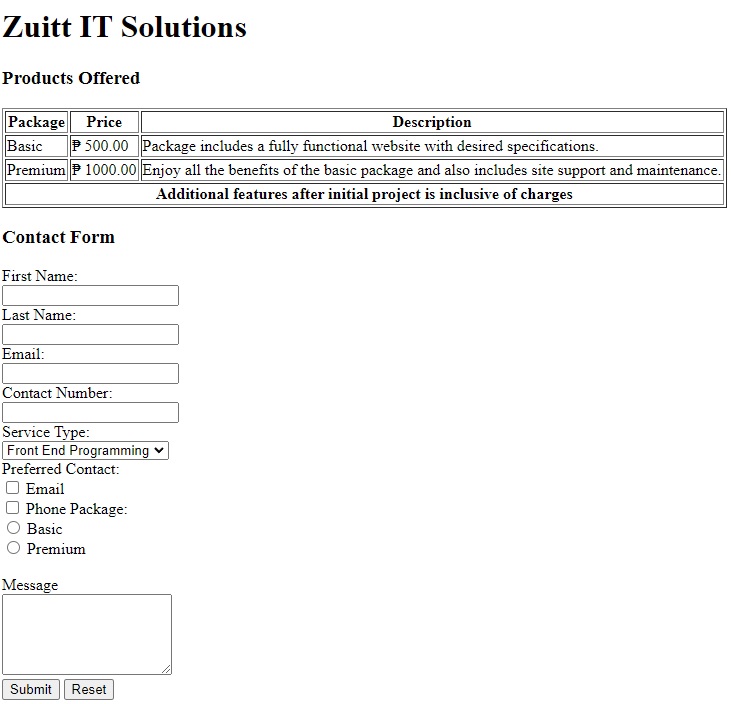 Zuitt IT Solutions
Products Offered
Package Price Description
Basic ₱ 500.00 Package includes a fully functional website with desired specifications.
Premium ₱ 1000.00 Enjoy all the benefits of the basic package and also includes site support and maintenance.
Additional features after initial project is inclusive of charges
Contact Form
First Name:
Last Name:
Email:
Contact Number:
Service Type:
Front End Programming
Preferred Contact:
Email
Phone Package:
Basic
Premium
Message
Submit Reset